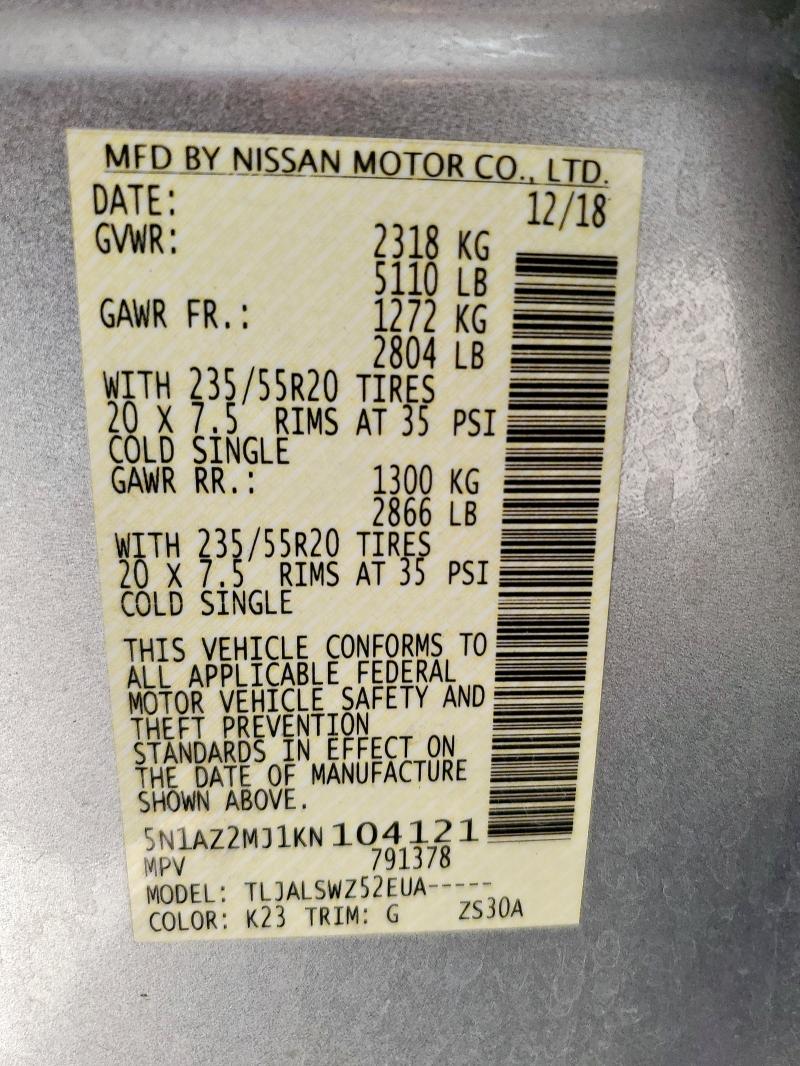 MFD BY NISSAN MOTOR CO., LTD.
DATE: 12/18
GVWR: 2318 KG
5110 LB
GAWR FR.: 1272 KG
2804 LB
WITH 235/55R20 TIRES
20 X 7.5 RIMS AT 35 PSI
COLD SINGLE
GAWR RR.: 1300 KG
2866 LB
WITH 235/55R20 TIRES
20 X 7.5 RIMS AT 35 PSI
COLD SINGLE
THIS VEHICLE CONFORMS TO
ALL APPLICABLE FEDERAL
MOTOR VEHICLE SAFETY AND
THEFT PREVENTION
STANDARDS IN EFFECT ON
THE DATE OF MANUFACTURE
SHOWN ABOVE.
5N1AZ2MJ1KN104121
MPV 791378
MODEL: TLJALSWZ52EUA-----
COLOR: K23 TRIM: G ZS30A